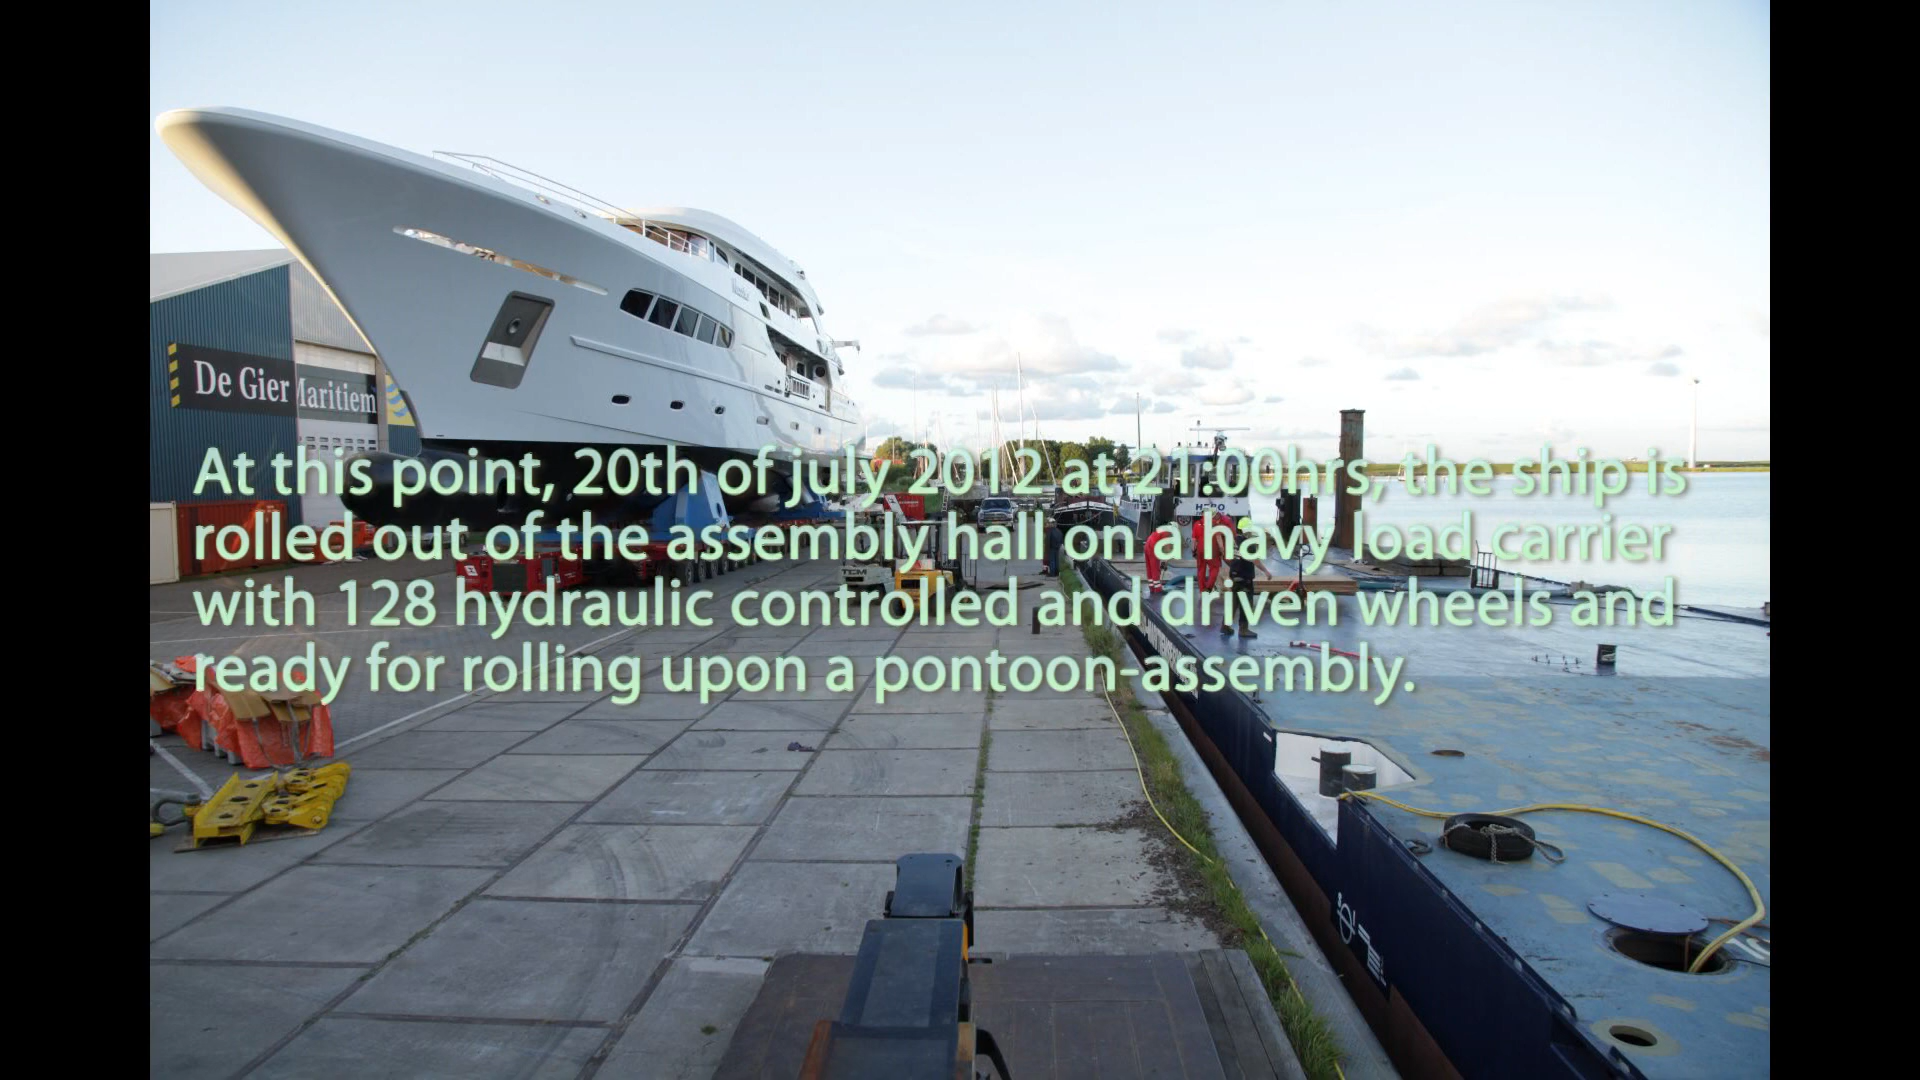 De Gier Maritiem
HERO
TCM
At this point, 20th of july 2012 at 21:00hrs, the ship is
rolled out of the assembly hall on a havy load carrier
with 128 hydraulic controlled and driven wheels and
ready for rolling upon a pontoon-assembly.